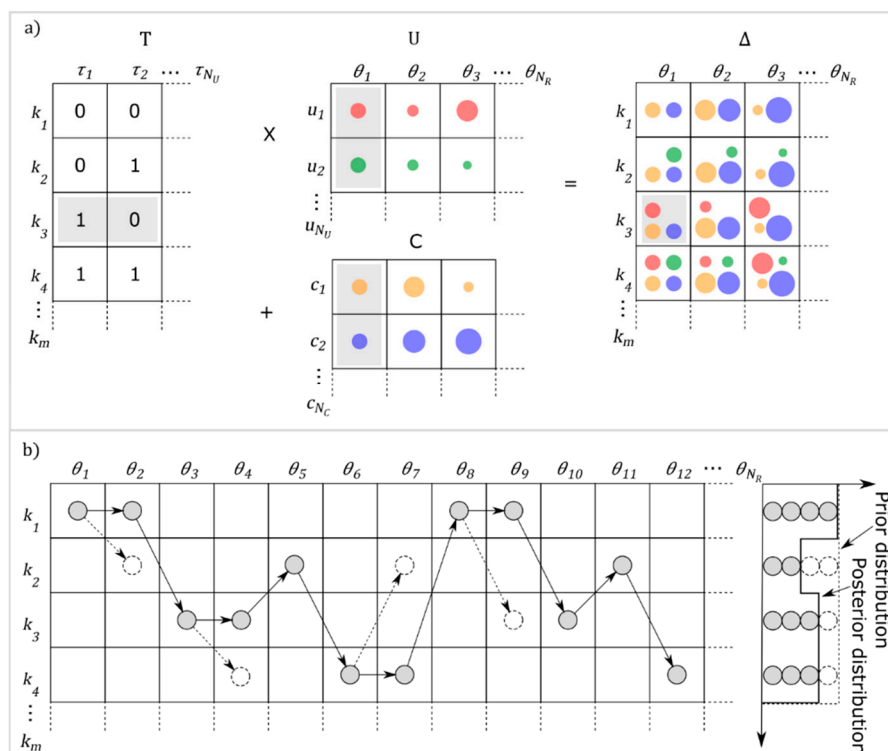 a)
T U Δ
τ1 τ2 ⋯ τNU θ1 θ2 θ3 ⋯ θNR θ1 θ2 θ3 ⋯ θNR
k1 0 0 u1 k1
X
k2 0 1 u2 k2
⋮ =
k3 1 0 uNU k3
C
k4 1 1 c1 k4
⋮ + ⋮
km c2 km
⋮
cNC
b)
θ1 θ2 θ3 θ4 θ5 θ6 θ7 θ8 θ9 θ10 θ11 θ12 ⋯ θNR
k1
k2
k3
k4
⋮
km
Prior distribution
Posterior distribution